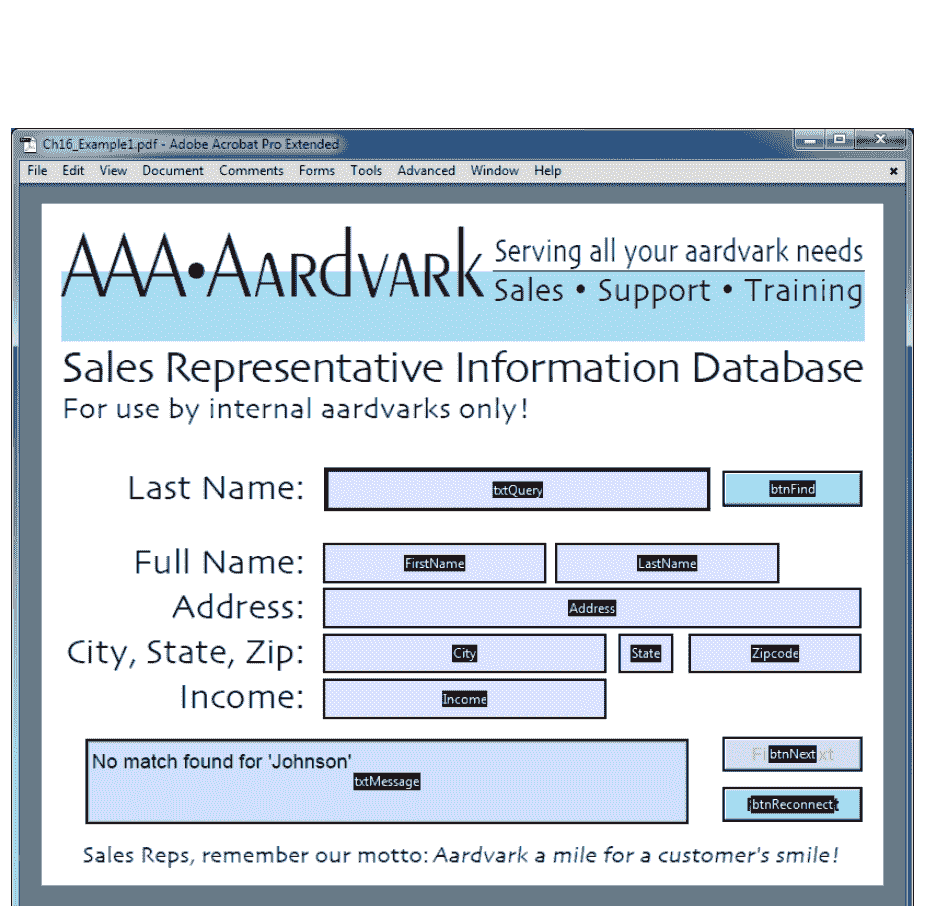 Ch16_Example1.pdf - Adobe Acrobat Pro Extended
File Edit View Document Comments Forms Tools Advanced Window Help
AAA•AARdVARk
Serving all your aardvark needs
Sales • Support • Training
Sales Representative Information Database
For use by internal aardvarks only!
Last Name: txtQuery btnFind
Full Name: FirstName LastName
Address: Address
City, State, Zip: City State Zipcode
Income: Income
No match found for 'Johnson'
txtMessage
btnNext
btnReconnect
Sales Reps, remember our motto: Aardvark a mile for a customer's smile!